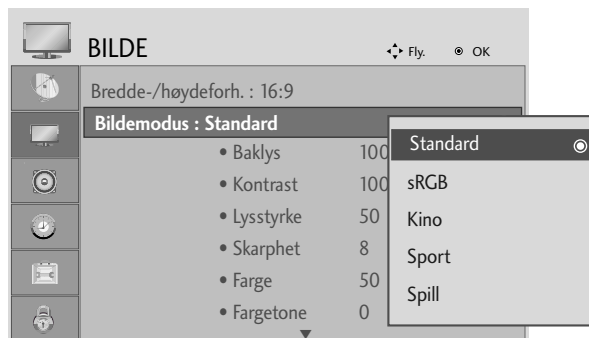 BILDE
Fly. OK
Bredde-/høydeforh. : 16:9
Bildemodus : Standard
• Baklys 100
• Kontrast 100
• Lysstyrke 50
• Skarphet 8
• Farge 50
• Fargetone 0
Standard
sRGB
Kino
Sport
Spill